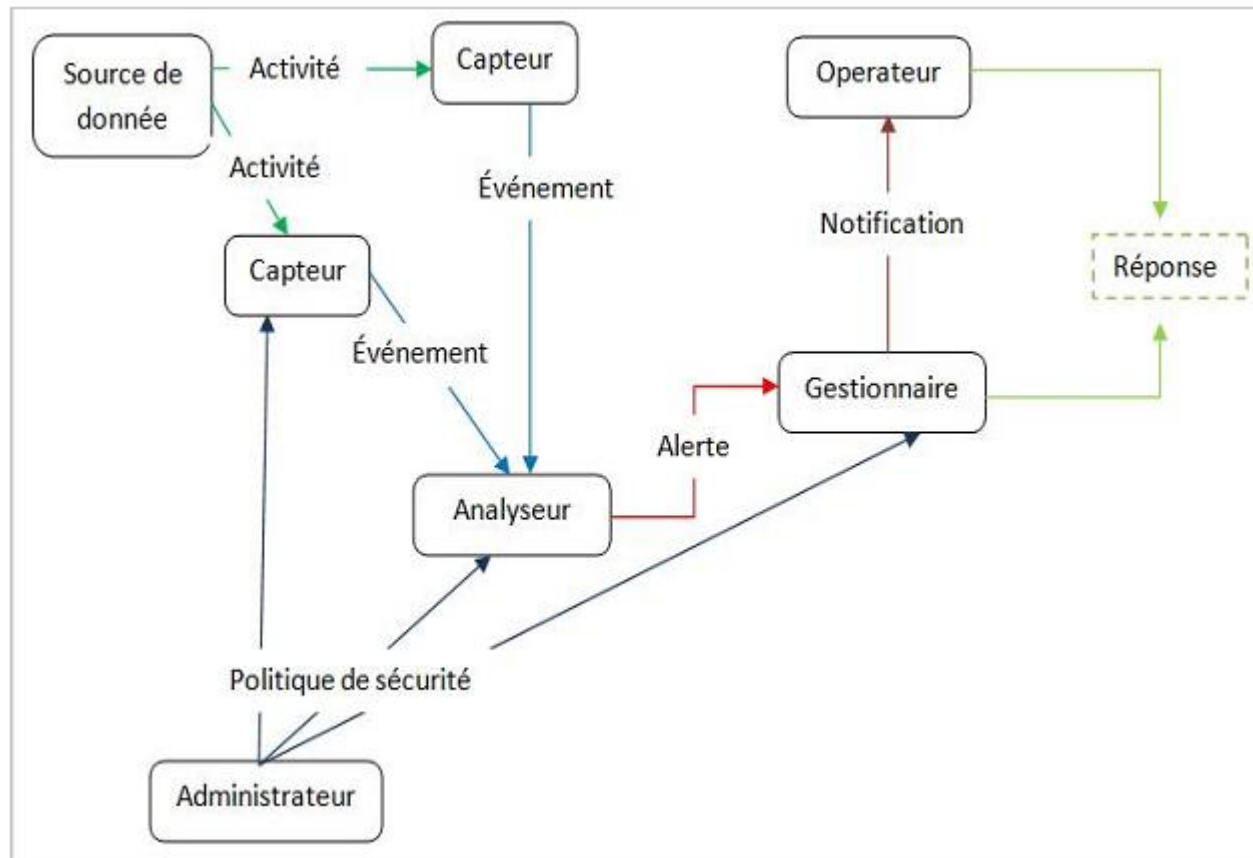 Source de
donnée
Activité
Capteur
Operateur
Activité
Événement
Notification
Capteur
Réponse
Événement
Gestionnaire
Alerte
Analyseur
Politique de sécurité
Administrateur